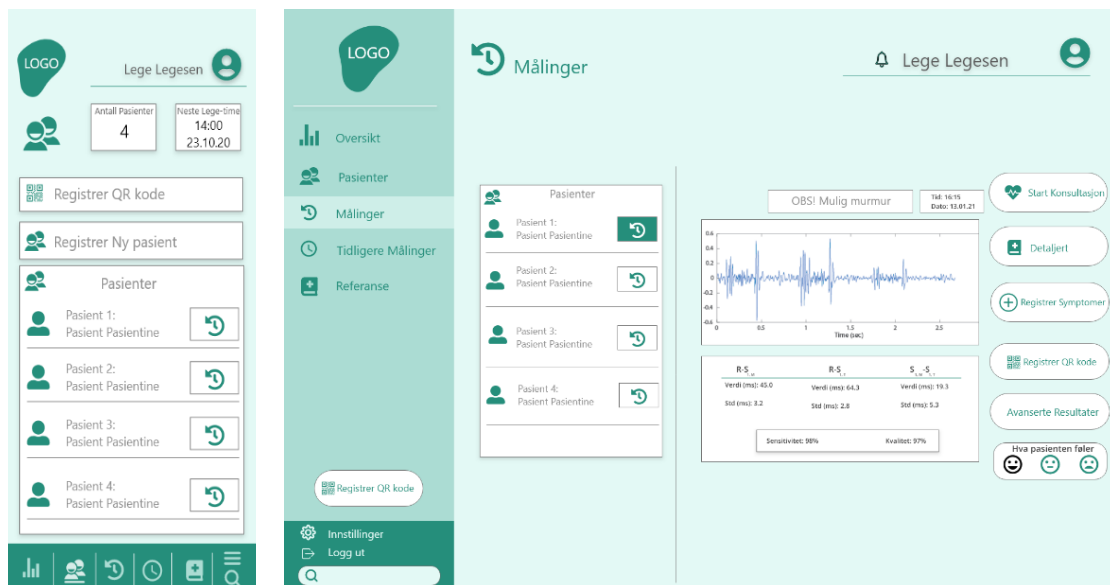 LOGO
Lege Legesen
Antall Pasienter
4
Neste Lege-time
14:00
23.10.20
Registrer QR kode
Registrer Ny pasient
Pasienter
Pasient 1:
Pasient Pasientine
Pasient 2:
Pasient Pasientine
Pasient 3:
Pasient Pasientine
Pasient 4:
Pasient Pasientine
LOGO
Oversikt
Pasienter
Målinger
Tidligere Målinger
Referanse
Registrer QR kode
Innstillinger
Logg ut
Målinger
Lege Legesen
Pasienter
Pasient 1:
Pasient Pasientine
Pasient 2:
Pasient Pasientine
Pasient 3:
Pasient Pasientine
Pasient 4:
Pasient Pasientine
OBS! Mulig murmur
Tid: 16:15
Dato: 13.01.21
0.6
0.4
0.2
0
-0.2
-0.4
-0.6
0 0.5 1 1.5 2 2.5
Time (sec)
R-S R-S S -S
Verdi (ms): 45.0 Verdi (ms): 64.3 Verdi (ms): 19.3
Std (ms): 3.2 Std (ms): 2.8 Std (ms): 5.3
Sensitivitet: 98% Kvalitet: 97%
Start Konsultasjon
Detaljert
Registrer Symptomer
Registrer QR kode
Avanserte Resultater
Hva pasienten føler